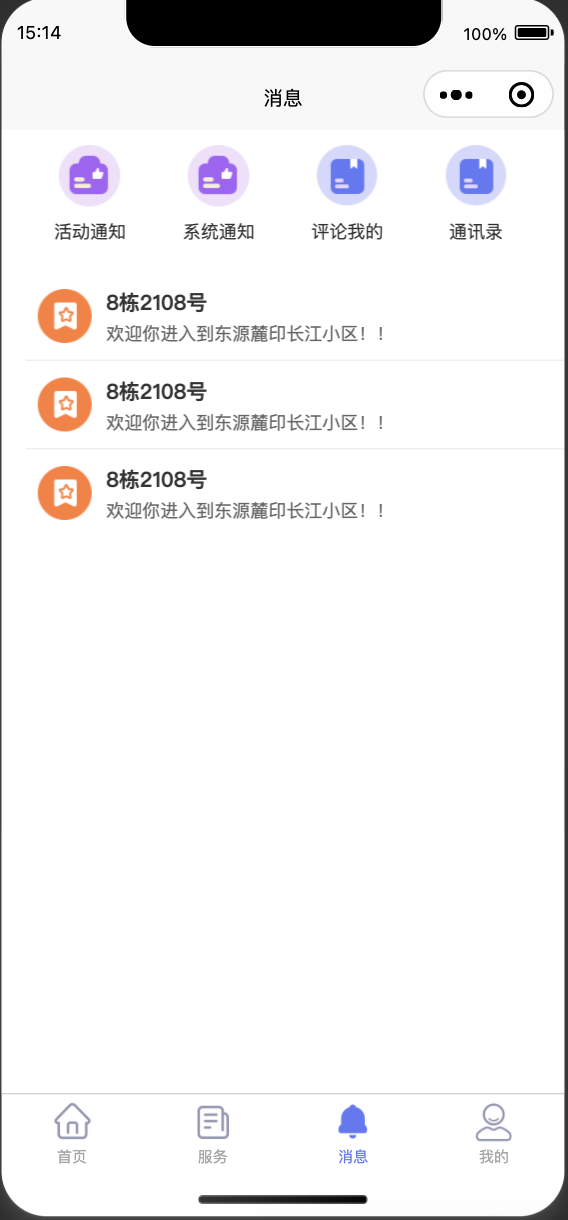 15:14
100%
消息
活动通知 系统通知 评论我的 通讯录
8栋2108号
欢迎你进入到东源麓印长江小区！！
8栋2108号
欢迎你进入到东源麓印长江小区！！
8栋2108号
欢迎你进入到东源麓印长江小区！！
首页 服务 消息 我的